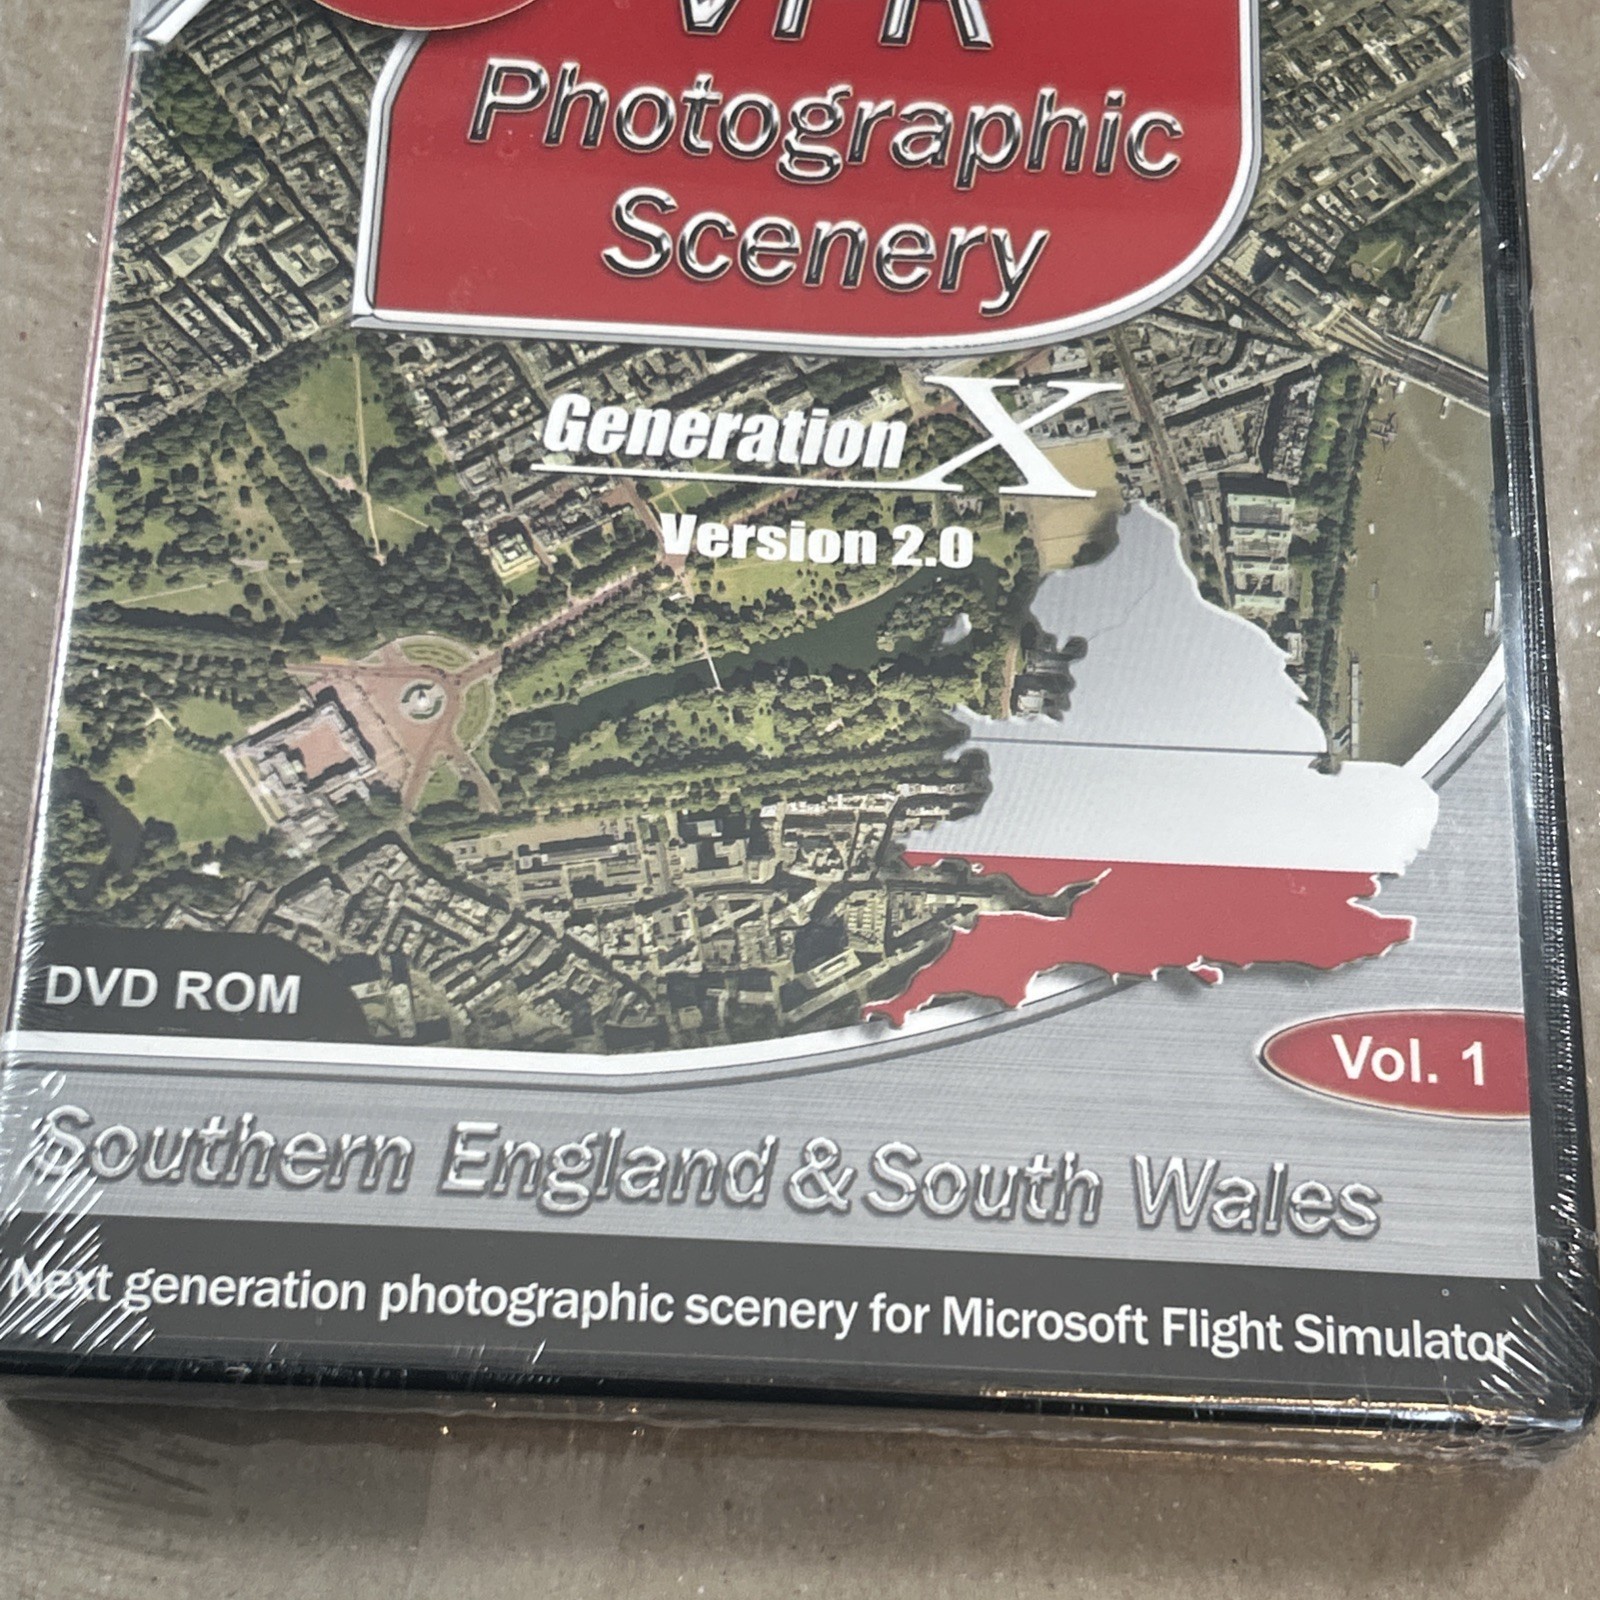 VFR
Photographic
Scenery
Generation X
Version 2.0
DVD ROM
Vol. 1
Southern England & South Wales
Next generation photographic scenery for Microsoft Flight Simulator